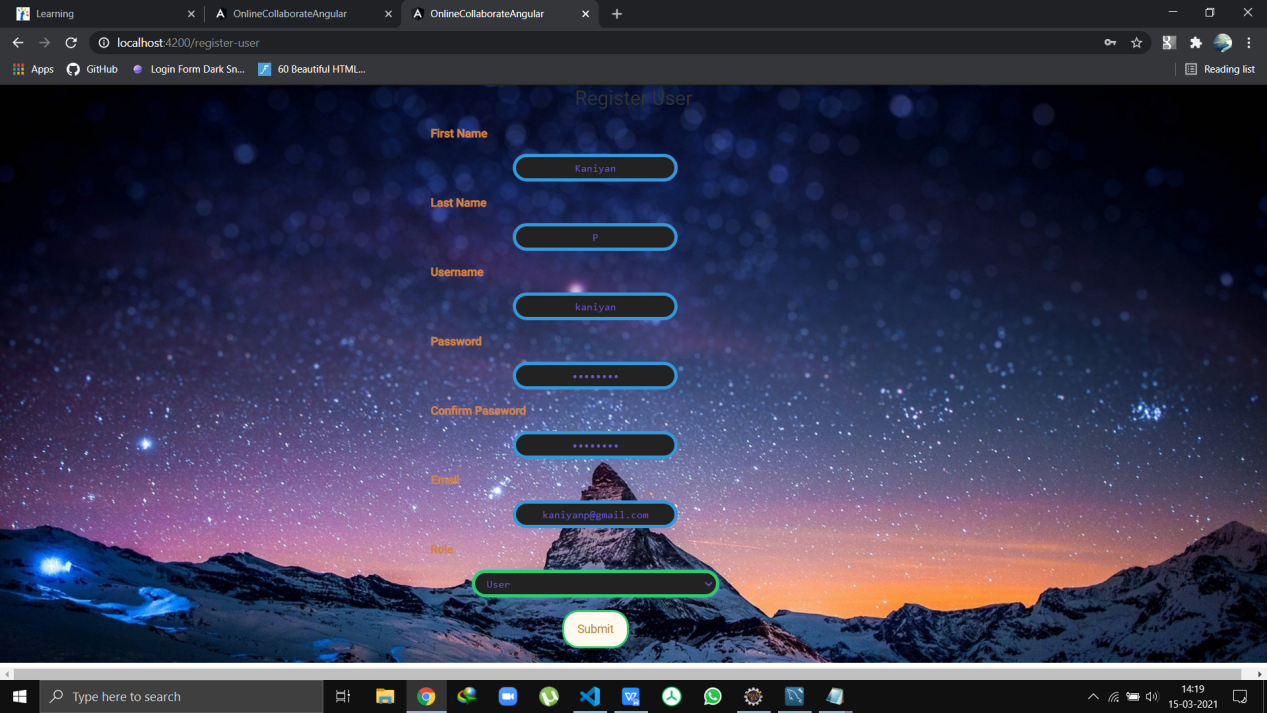 Learning
OnlineCollaborateAngular
OnlineCollaborateAngular
localhost:4200/register-user
Apps
GitHub
Login Form Dark Sn...
60 Beautiful HTML...
Reading list
Register User
First Name
Kaniyan
Last Name
P
Username
kaniyan
Password
••••••••
Confirm Password
••••••••
Email
kaniyanp@gmail.com
Role
User
Submit
Type here to search
14:19
15-03-2021